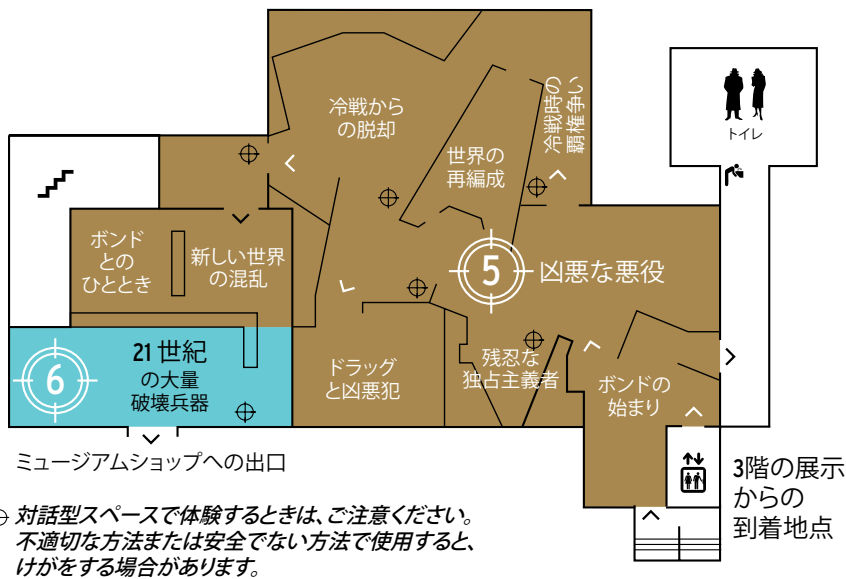 冷戦から
の脱却
世界の
再編成
冷戦時の
覇権争い
トイレ
ボンド
との
ひととき
新しい世界
の混乱
5
凶悪な悪役
6
21世紀
の大量
破壊兵器
ドラッグ
と凶悪犯
残忍な
独占主義者
ボンドの
始まり
ミュージアムショップへの出口
3階の展示
からの
到着地点
対話型スペースで体験するときは、ご注意ください。
不適切な方法または安全でない方法で使用すると、
けがをする場合があります。